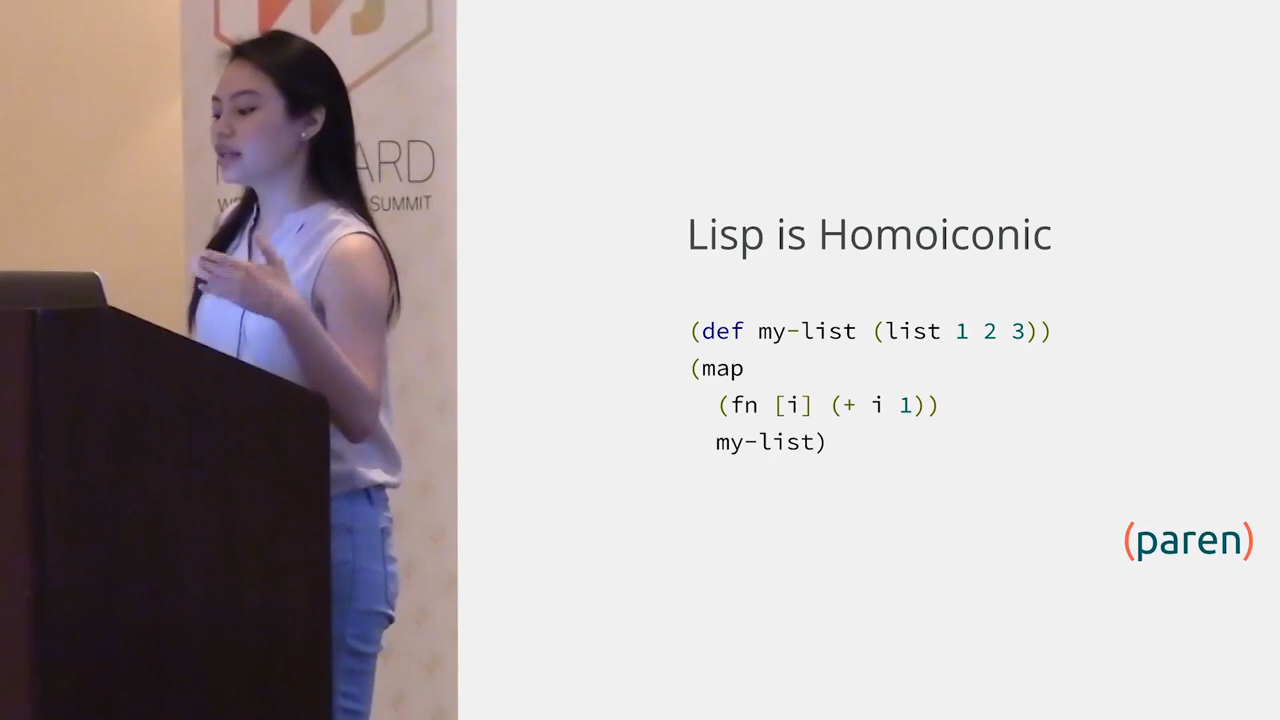 ARD
SUMMIT
Lisp is Homoiconic
(def my-list (list 1 2 3))
(map
  (fn [i] (+ i 1))
  my-list)
(paren)